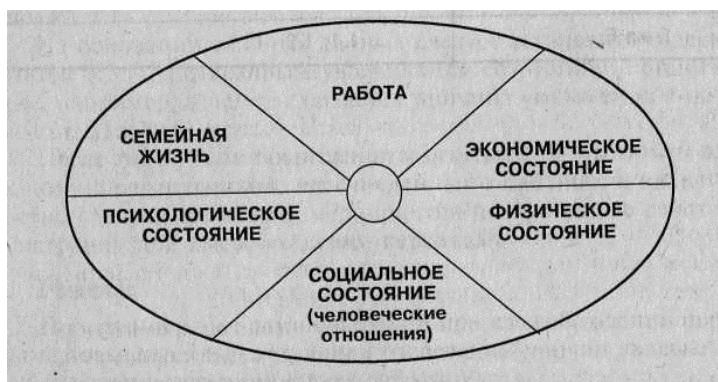 РАБОТА
СЕМЕЙНАЯ
ЖИЗНЬ
ЭКОНОМИЧЕСКОЕ
СОСТОЯНИЕ
ПСИХОЛОГИЧЕСКОЕ
СОСТОЯНИЕ
ФИЗИЧЕСКОЕ
СОСТОЯНИЕ
СОЦИАЛЬНОЕ
СОСТОЯНИЕ
(человеческие
отношения)